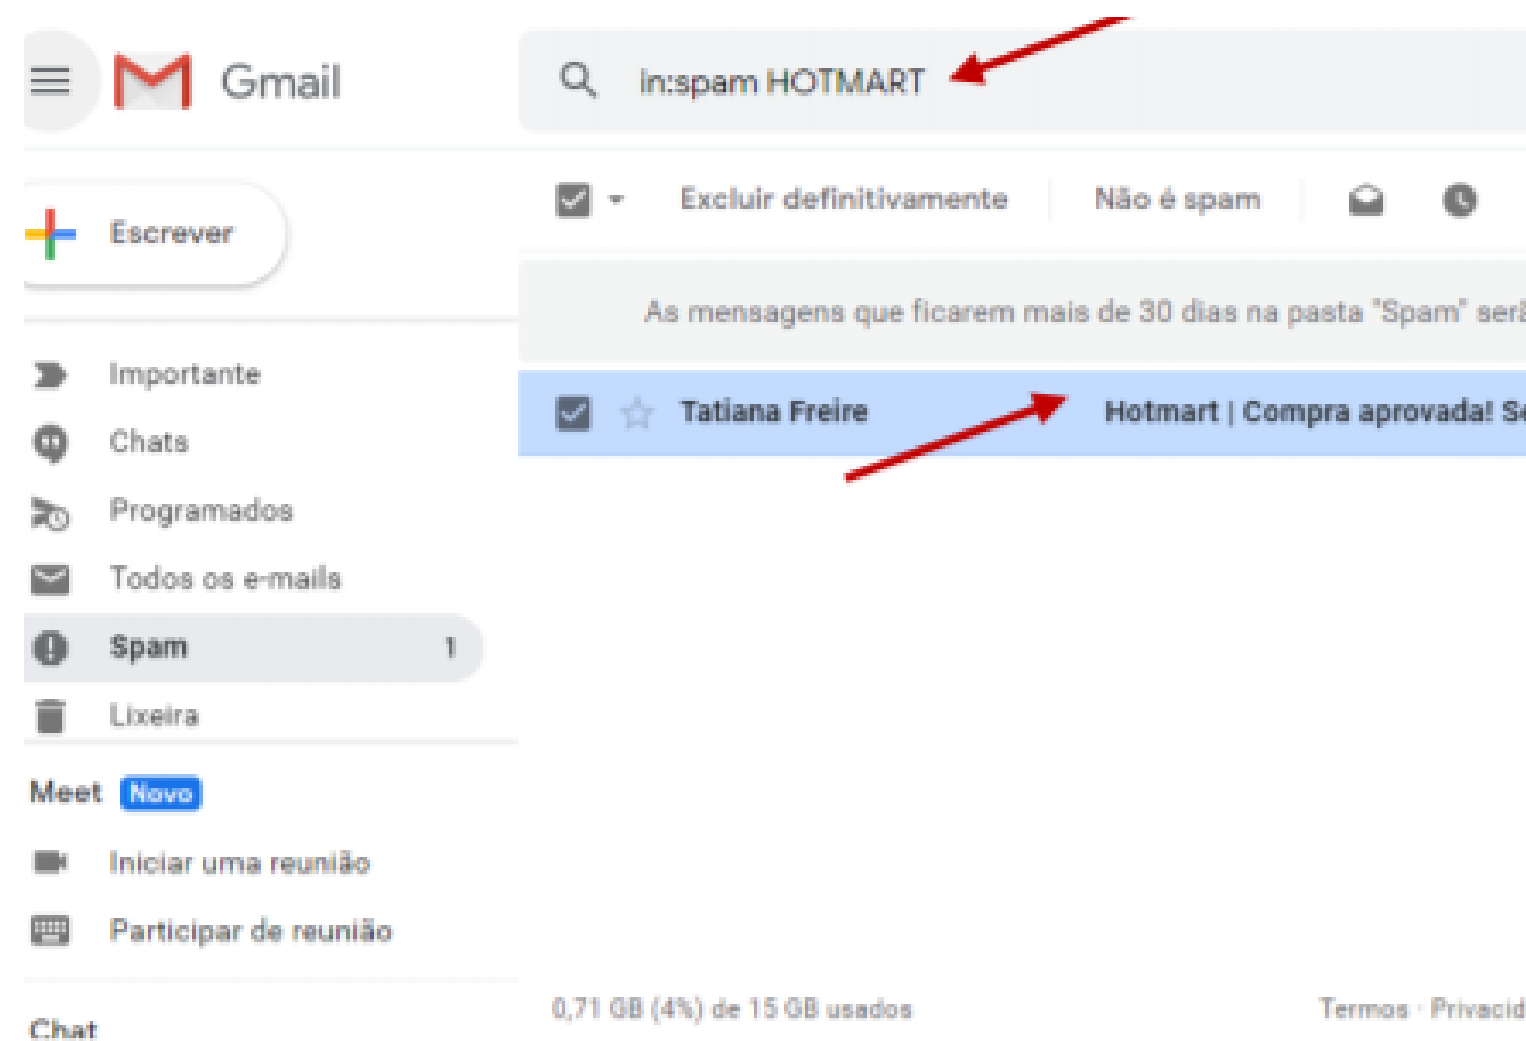 Gmail
in:spam HOTMART
Excluir definitivamente
Não é spam
Escrever
As mensagens que ficarem mais de 30 dias na pasta "Spam" será
Importante
Tatiana Freire
Hotmart | Compra aprovada! Se
Chats
Programados
Todos os e-mails
Spam 1
Lixeira
Meet Novo
Iniciar uma reunião
Participar de reunião
0,71 GB (4%) de 15 GB usados
Termos · Privacid
Chat